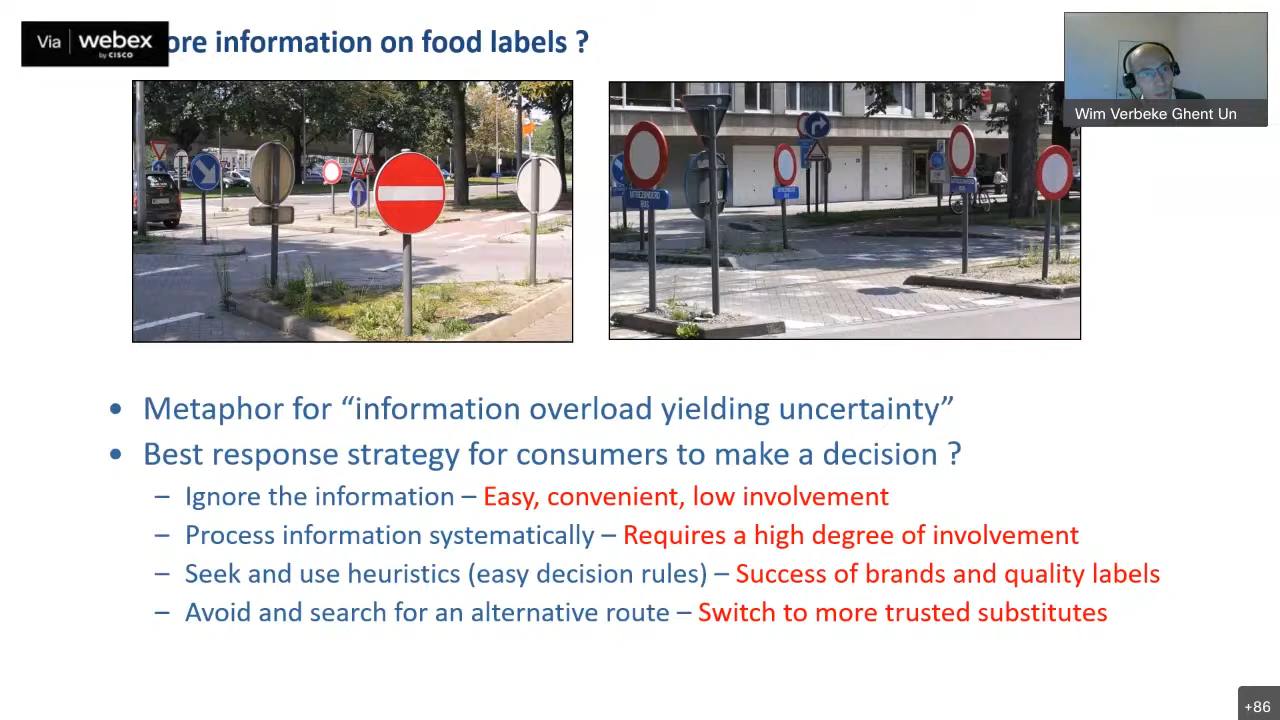 Via webex
by CISCO
ore information on food labels ?
Wim Verbeke Ghent Un
UITGEZONDERD
BUS
• Metaphor for “information overload yielding uncertainty”
• Best response strategy for consumers to make a decision ?
– Ignore the information – Easy, convenient, low involvement
– Process information systematically – Requires a high degree of involvement
– Seek and use heuristics (easy decision rules) – Success of brands and quality labels
– Avoid and search for an alternative route – Switch to more trusted substitutes
+86